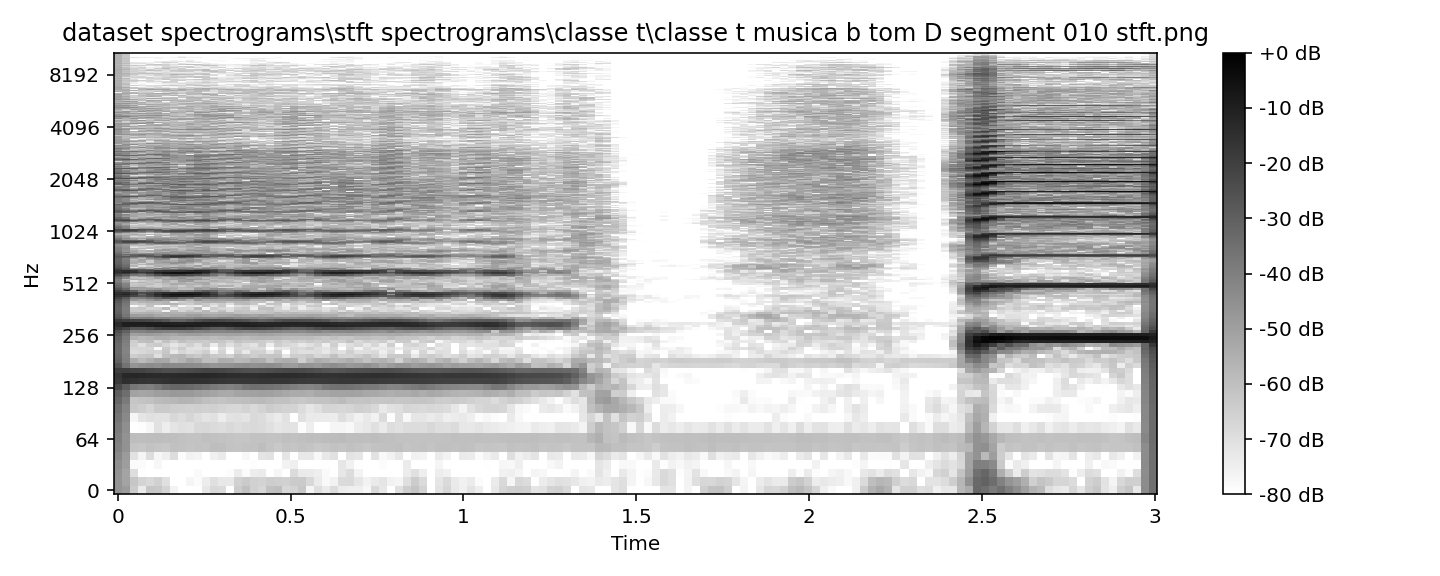 dataset spectrograms\stft spectrograms\classe t\classe t musica b tom D segment 010 stft.png
8192
4096
2048
1024
512
256
128
64
0
Hz
0
0.5
1
1.5
2
2.5
3
Time
+0 dB
-10 dB
-20 dB
-30 dB
-40 dB
-50 dB
-60 dB
-70 dB
-80 dB